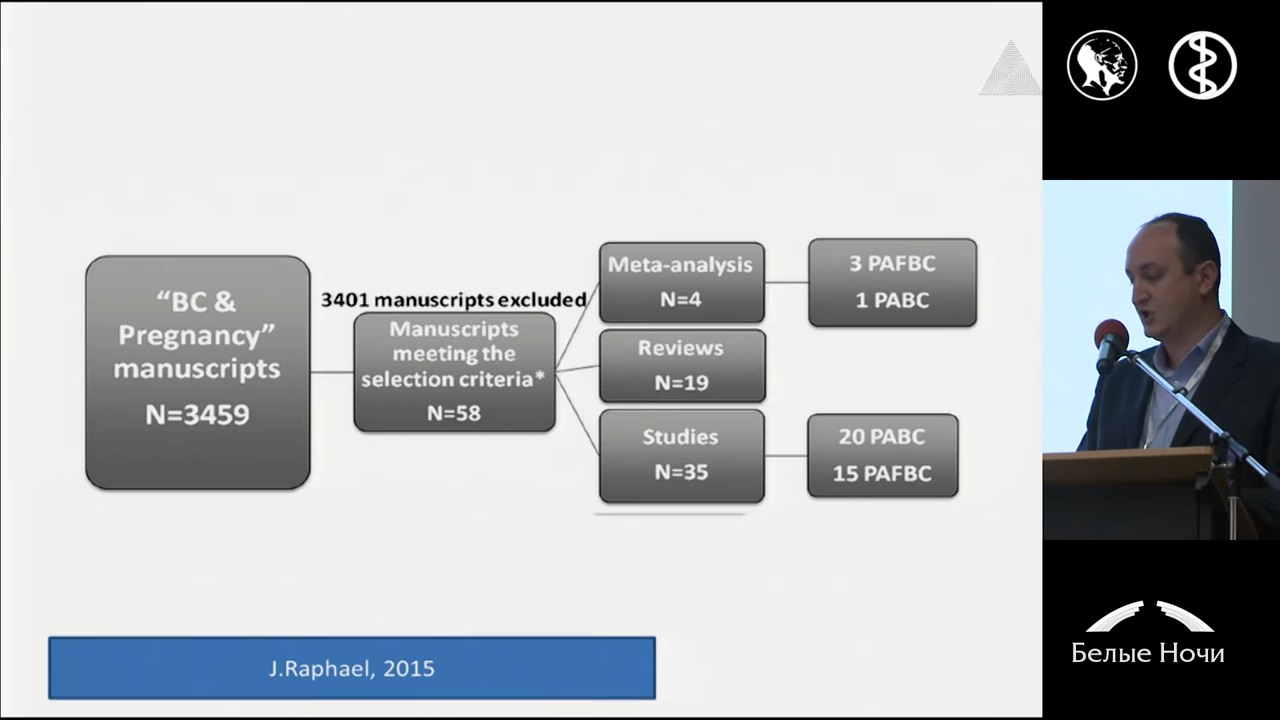 “BC &
Pregnancy”
manuscripts
N=3459
3401 manuscripts excluded
Manuscripts
meeting the
selection criteria*
N=58
Meta-analysis
N=4
3 PAFBC
1 PABC
Reviews
N=19
Studies
N=35
20 PABC
15 PAFBC
J.Raphael, 2015
Белые Ночи